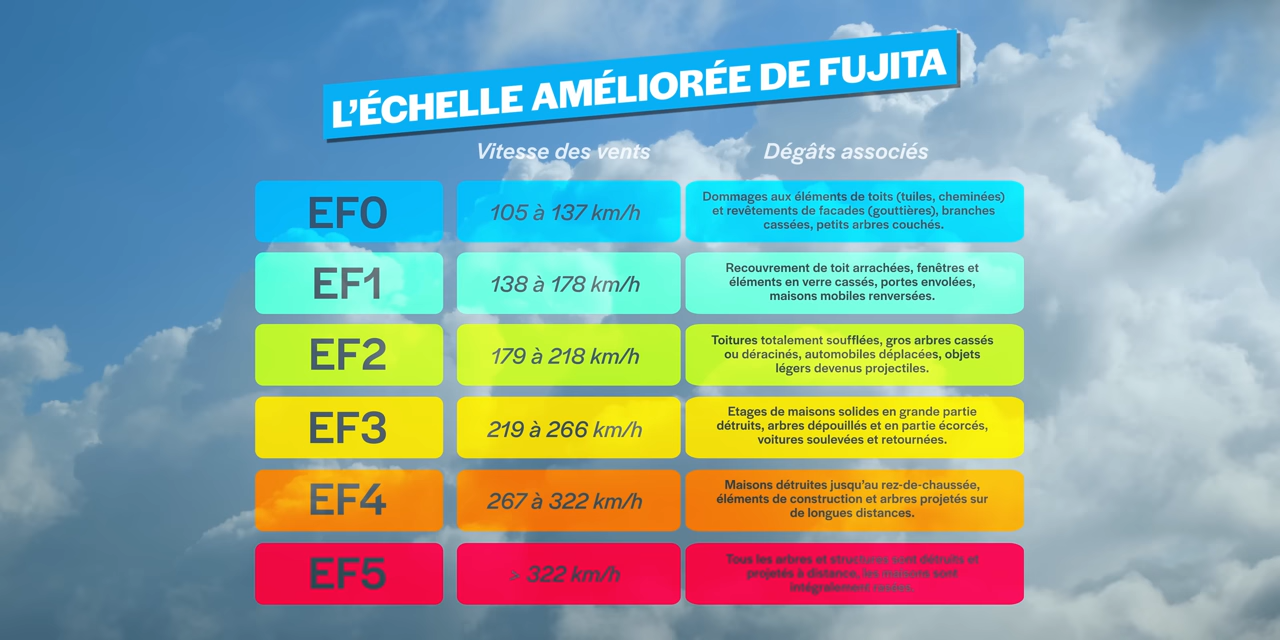 L'ÉCHELLE AMÉLIORÉE DE FUJITA
Vitesse des vents
Dégâts associés
EF0
105 à 137 km/h
Dommages aux éléments de toits (tuiles, cheminées)
et revêtements de facades (gouttières), branches
cassées, petits arbres couchés.
EF1
138 à 178 km/h
Recouvrement de toit arrachées, fenêtres et
éléments en verre cassés, portes envolées,
maisons mobiles renversées.
EF2
179 à 218 km/h
Toitures totalement soufflées, gros arbres cassés
ou déracinés, automobiles déplacées, objets
légers devenus projectiles.
EF3
219 à 266 km/h
Etages de maisons solides en grande partie
détruits, arbres dépouillés et en partie écorcés,
voitures soulevées et retournées.
EF4
267 à 322 km/h
Maisons détruites jusqu'au rez-de-chaussée,
éléments de construction et arbres projetés sur
de longues distances.
EF5
> 322 km/h
Tous les arbres et structures sont détruits et
projetés à distance, les maisons sont
intégralement rasées.